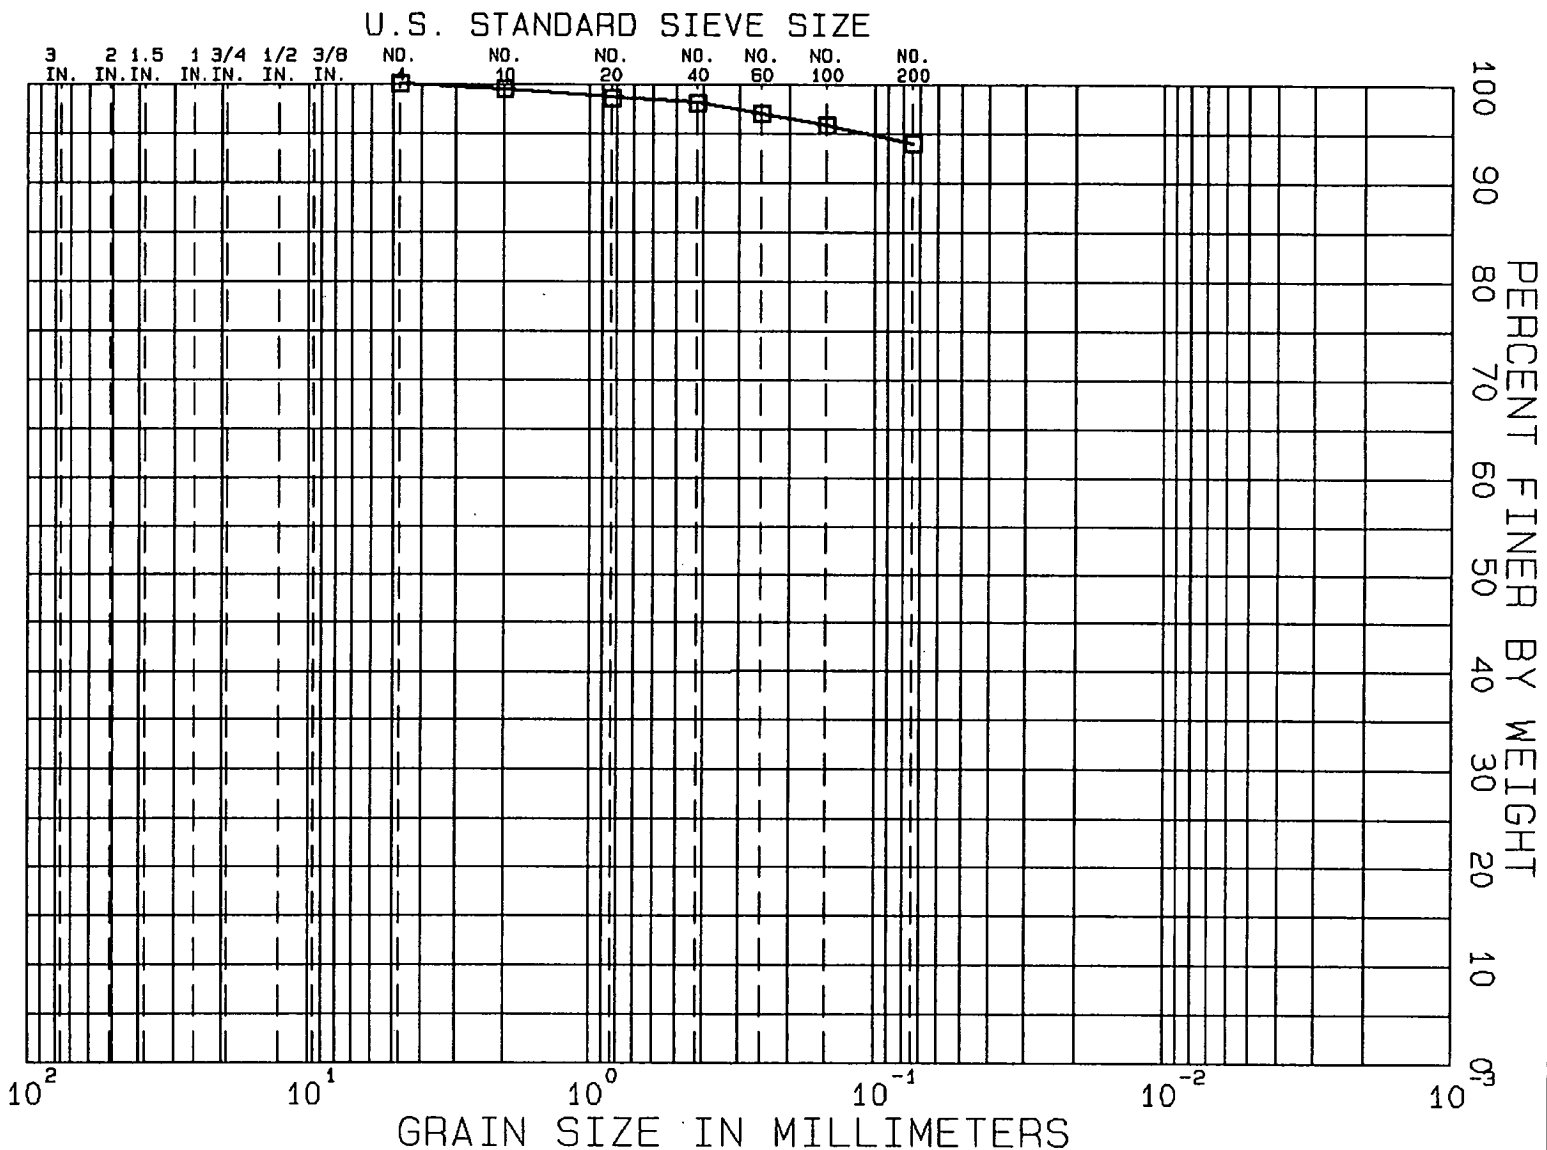 U.S. STANDARD SIEVE SIZE
3 IN.
2 IN.
1.5 IN.
1 IN.
3/4 IN.
1/2 IN.
3/8 IN.
NO. 4
NO. 10
NO. 20
NO. 40
NO. 60
NO. 100
NO. 200
100
90
80
70
60
50
40
30
20
10
0
PERCENT FINER BY WEIGHT
10²
10¹
10⁰
10⁻¹
10⁻²
10⁻³
GRAIN SIZE IN MILLIMETERS